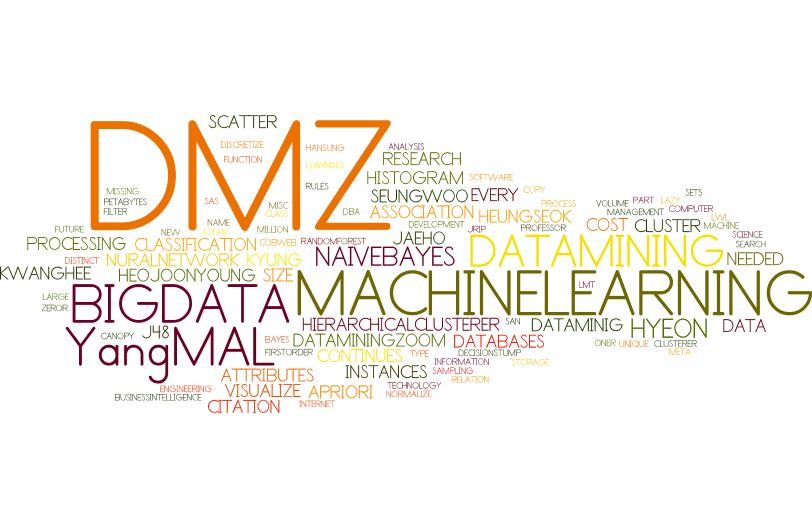 SCATTER
DMZ
DISCRETIZE
HANSUNG
ANALYSIS
FUNCTION
LEARNING
RESEARCH
HISTOGRAM
SOFTWARE
MISSING
PETABYTES
FILTER
SAS
MISC
CLASS
RULES
SEUNGWOO
EVERY
COPY
DBA
ASSOCIATION
HEUNGSEOK
PROCESS
VOLUME
PART
LAZY
SETS
MANAGEMENT
COMPUTER
LWL
FUTURE
NEW
NAME
MILLION
DEVELOPMENT
JRIP
PROFESSOR
COST
CLUSTER
MACHINE
SCIENCE
PROCESSING
CLASSIFICATION
COBWEB
RANDOMFOREST
JAEHO
SEARCH
DISTINCT
NURALNETWORK
KYUNG
NAIVEBAYES
DATAMINING
NEEDED
KWANGHEE
HEOJOONYOUNG
SIZE
LARGE
ZEROR
BIGDATA
MACHINELEARNING
LMT
HIERARCHICALCLUSTERER
SAN
DATAMINIG
HYEON
DATA
YangMAL
CANOPY
J48
BAYES
DATAMININGZOOM
DATABASES
ONER
UNIQUE
CLUSTERER
META
FIRSTORDER
CONTINUES
TYPE
DECISIONSTUMP
INFORMATION
STORAGE
ATTRIBUTES
INSTANCES
SAMPLING
RELATION
ENGINEERING
VISUALIZE
APRIORI
TECHNOLOGY
NORMALIZE
BUSINESSINTELLIGENCE
CITATION
INTERNET